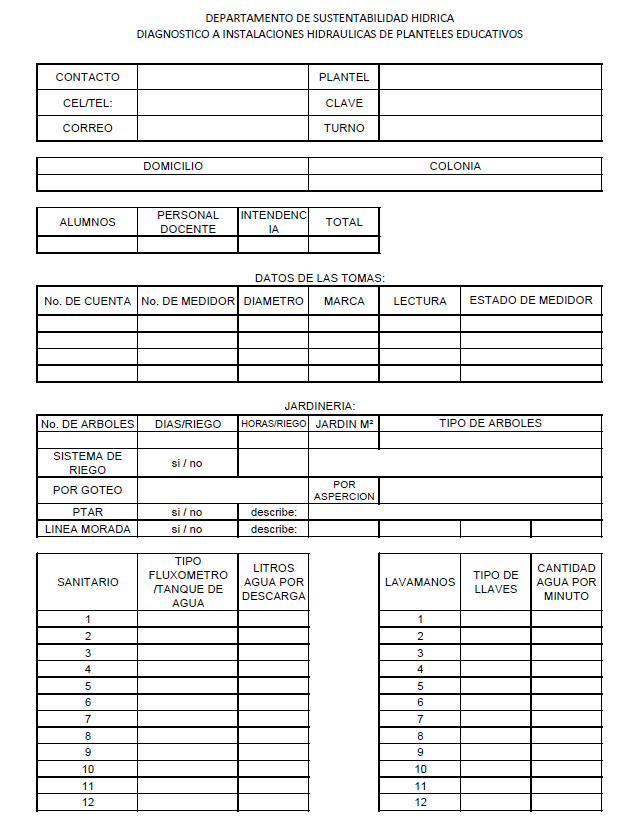 DEPARTAMENTO DE SUSTENTABILIDAD HIDRICA
DIAGNOSTICO A INSTALACIONES HIDRAULICAS DE PLANTELES EDUCATIVOS
CONTACTO PLANTEL
CEL/TEL: CLAVE
CORREO TURNO
DOMICILIO COLONIA
ALUMNOS PERSONAL DOCENTE INTENDENCIA TOTAL
DATOS DE LAS TOMAS:
No. DE CUENTA No. DE MEDIDOR DIAMETRO MARCA LECTURA ESTADO DE MEDIDOR
JARDINERIA:
No. DE ARBOLES DIAS/RIEGO HORAS/RIEGO JARDIN M² TIPO DE ARBOLES
SISTEMA DE RIEGO si / no
POR GOTEO POR ASPERCION
PTAR si / no describe:
LINEA MORADA si / no describe:
SANITARIO TIPO FLUXOMETRO /TANQUE DE AGUA LITROS AGUA POR DESCARGA LAVAMANOS TIPO DE LLAVES CANTIDAD AGUA POR MINUTO
1 1
2 2
3 3
4 4
5 5
6 6
7 7
8 8
9 9
10 10
11 11
12 12